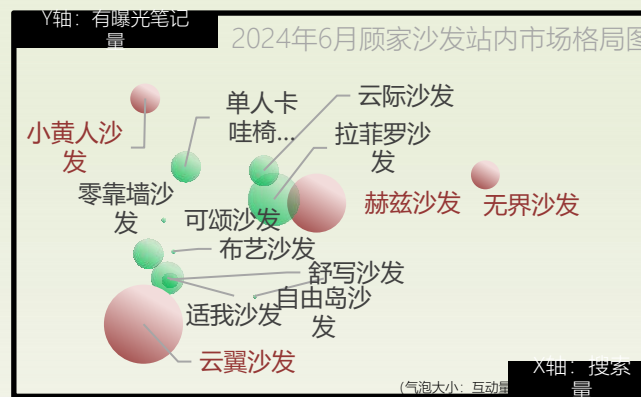 Y轴：有曝光笔记
量
2024年6月顾家沙发站内市场格局图
单人卡
哇椅...
云际沙发
小黄人沙
发
拉菲罗沙
发
零靠墙沙
发
可颂沙发
赫兹沙发
无界沙发
布艺沙发
舒写沙发
适我沙发
自由岛沙
发
云翼沙发
（气泡大小：互动量
X轴：搜索
量